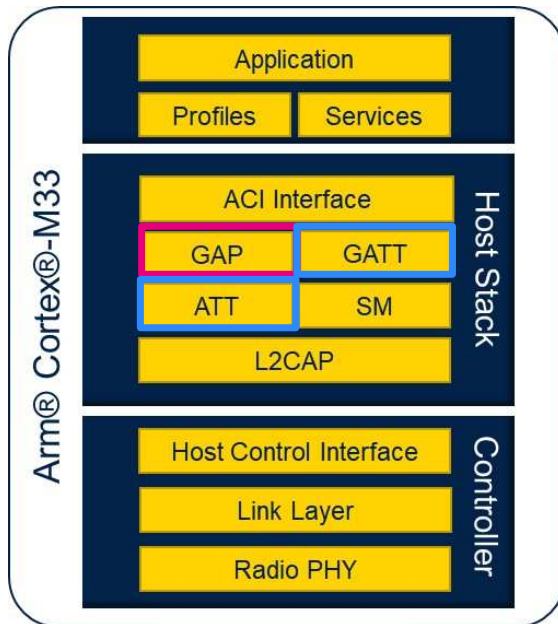 Arm® Cortex®-M33
Application
Profiles Services
Host Stack
ACI Interface
GAP GATT
ATT SM
L2CAP
Controller
Host Control Interface
Link Layer
Radio PHY